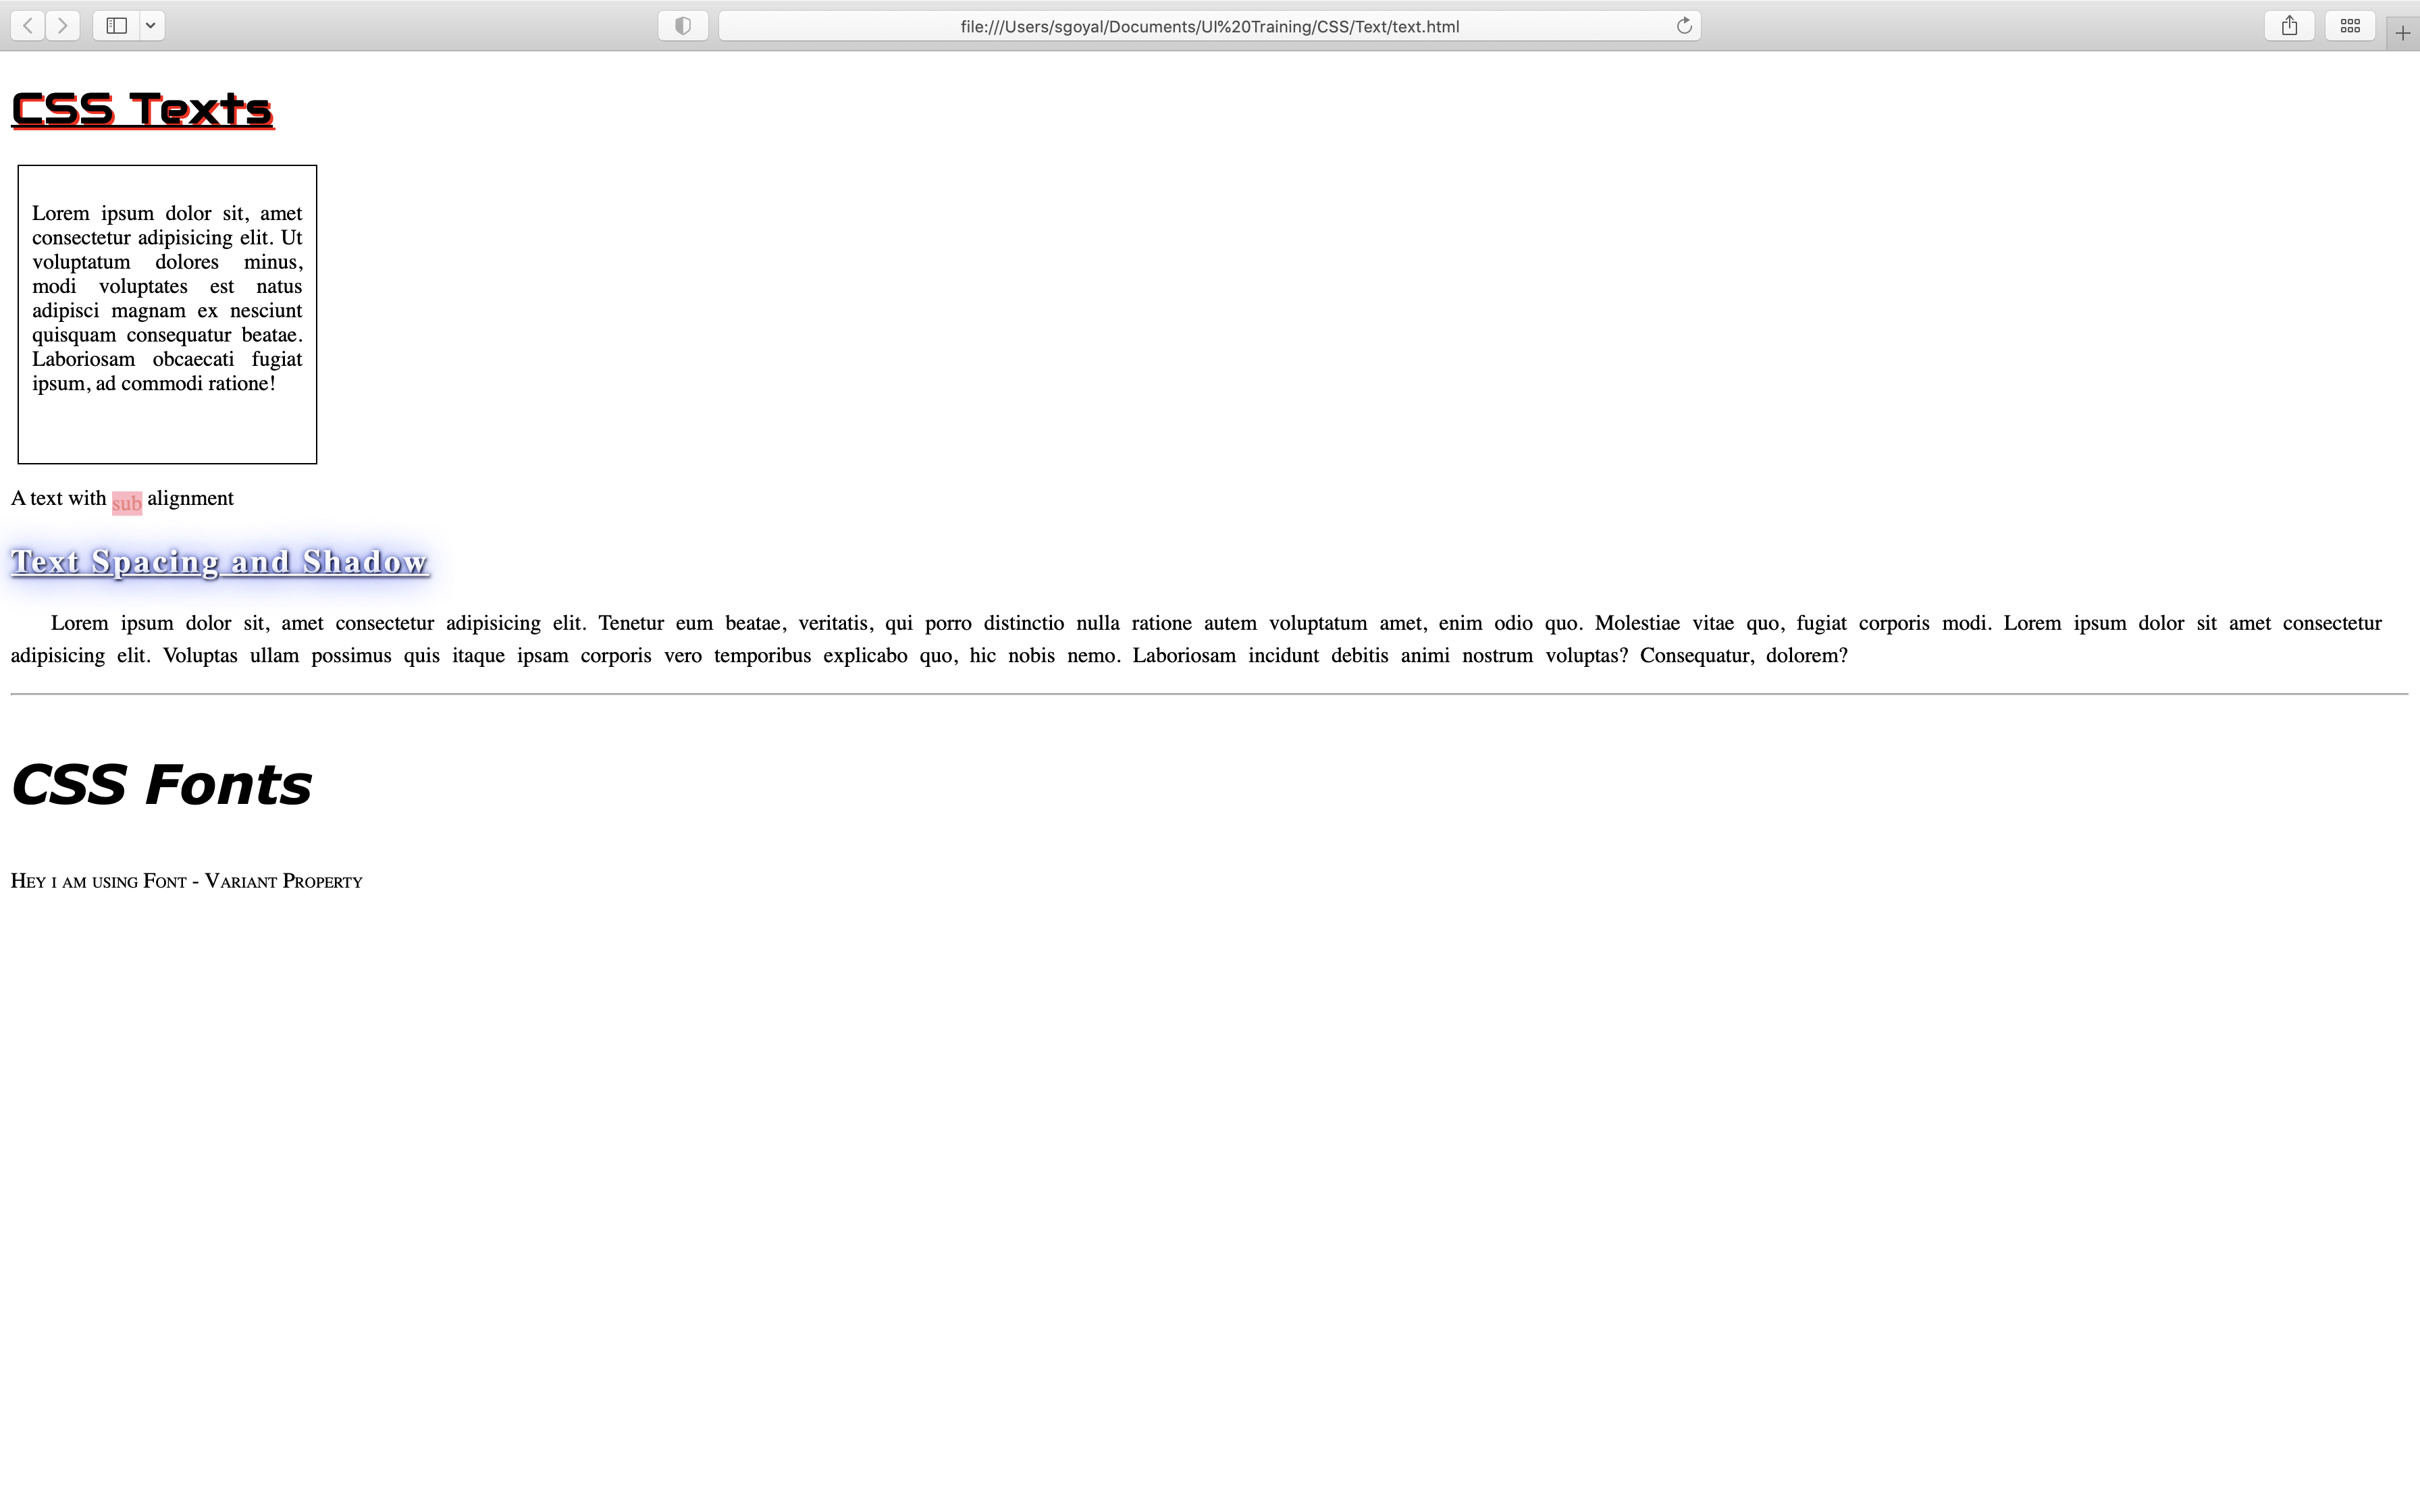 file:///Users/sgoyal/Documents/UI%20Training/CSS/Text/text.html
CSS Texts
Lorem ipsum dolor sit, amet
consectetur adipisicing elit. Ut
voluptatum dolores minus,
modi voluptates est natus
adipisci magnam ex nesciunt
quisquam consequatur beatae.
Laboriosam obcaecati fugiat
ipsum, ad commodi ratione!
A text with sub alignment
Text Spacing and Shadow
Lorem ipsum dolor sit, amet consectetur adipisicing elit. Tenetur eum beatae, veritatis, qui porro distinctio nulla ratione autem voluptatum amet, enim odio quo. Molestiae vitae quo, fugiat corporis modi. Lorem ipsum dolor sit amet consectetur
adipisicing elit. Voluptas ullam possimus quis itaque ipsam corporis vero temporibus explicabo quo, hic nobis nemo. Laboriosam incidunt debitis animi nostrum voluptas? Consequatur, dolorem?
CSS Fonts
Hey i am using Font - Variant Property